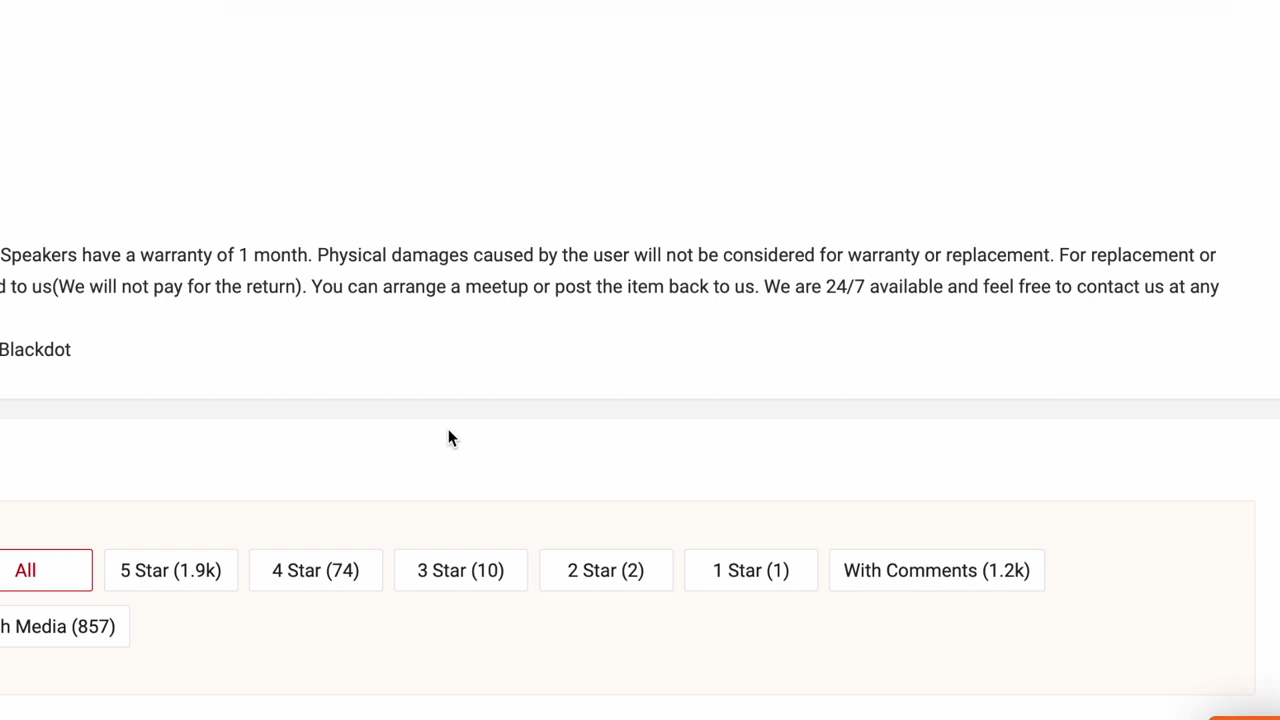 Speakers have a warranty of 1 month. Physical damages caused by the user will not be considered for warranty or replacement. For replacement or
to us(We will not pay for the return). You can arrange a meetup or post the item back to us. We are 24/7 available and feel free to contact us at any
Blackdot
All 5 Star (1.9k) 4 Star (74) 3 Star (10) 2 Star (2) 1 Star (1) With Comments (1.2k)
h Media (857)